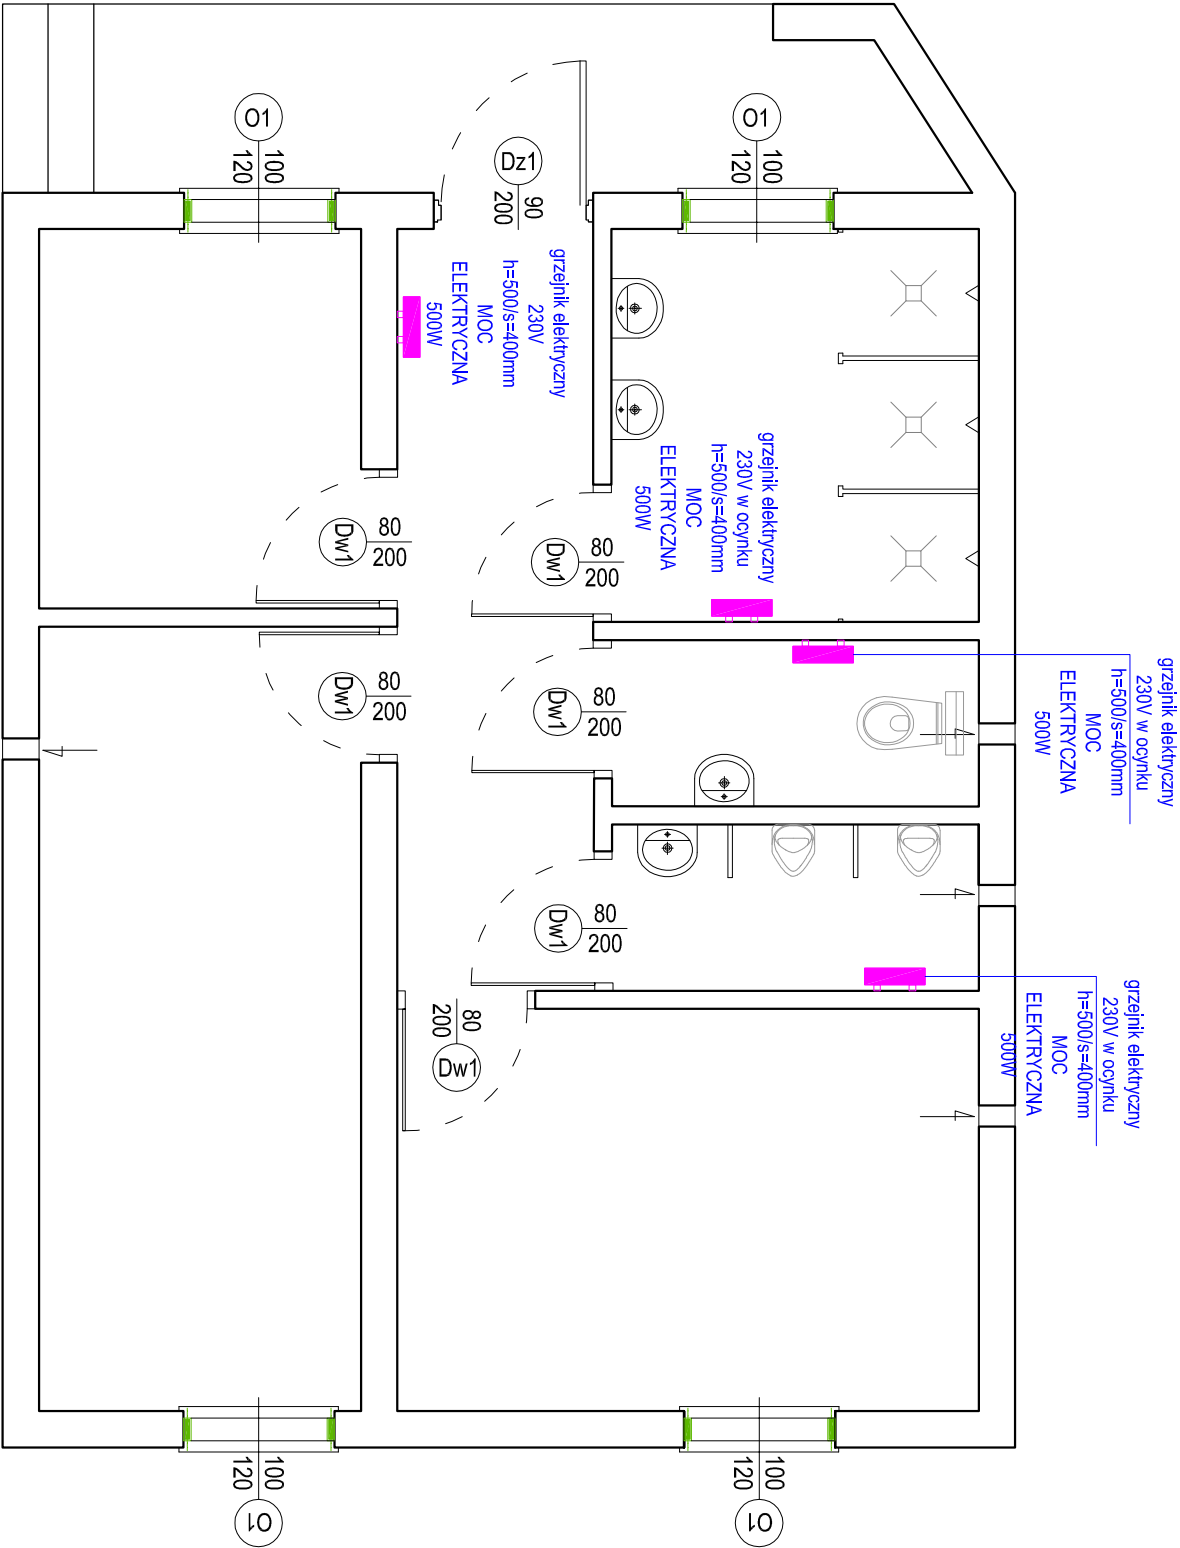 O1
100
120
Dz1
90
200
O1
100
120
grzejnik elektryczny
230V
h=500/s=400mm
MOC
ELEKTRYCZNA
500W
grzejnik elektryczny
230V w ocynku
h=500/s=400mm
MOC
ELEKTRYCZNA
500W
Dw1
80
200
Dw1
80
200
Dw1
80
200
Dw1
80
200
grzejnik elektryczny
230V w ocynku
h=500/s=400mm
MOC
ELEKTRYCZNA
500W
Dw1
80
200
80
200
Dw1
grzejnik elektryczny
230V w ocynku
h=500/s=400mm
MOC
ELEKTRYCZNA
500W
100
120
O1
100
120
O1